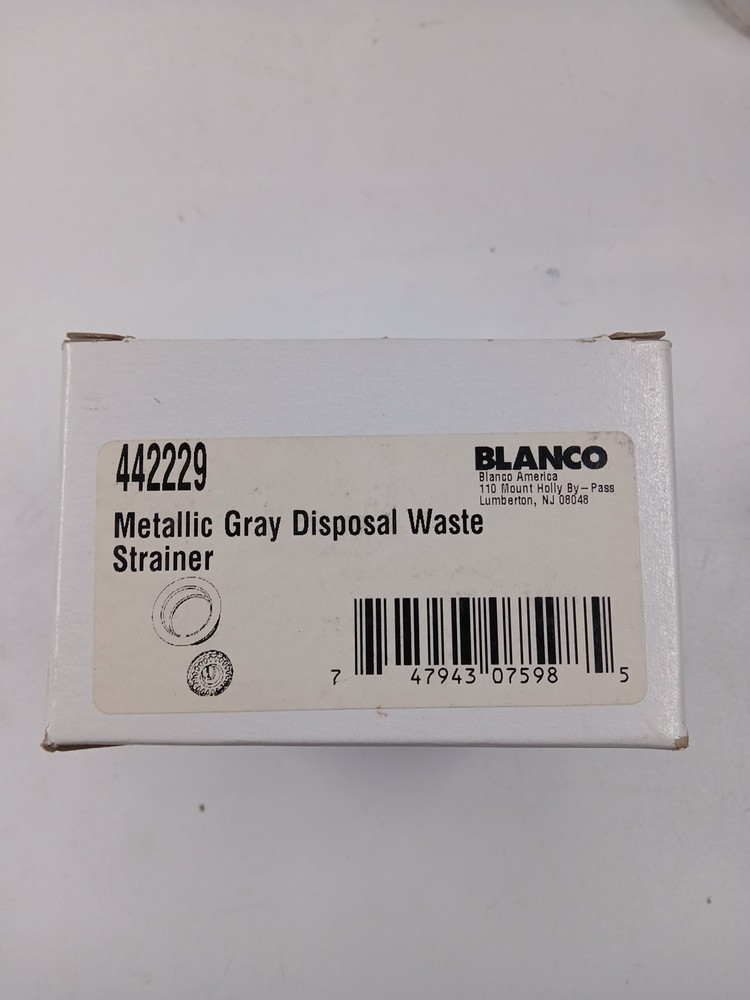 442229
BLANCO
Blanco America
110 Mount Holly By-Pass
Lumberton, NJ 08048
Metallic Gray Disposal Waste
Strainer
7 47943 07598 5